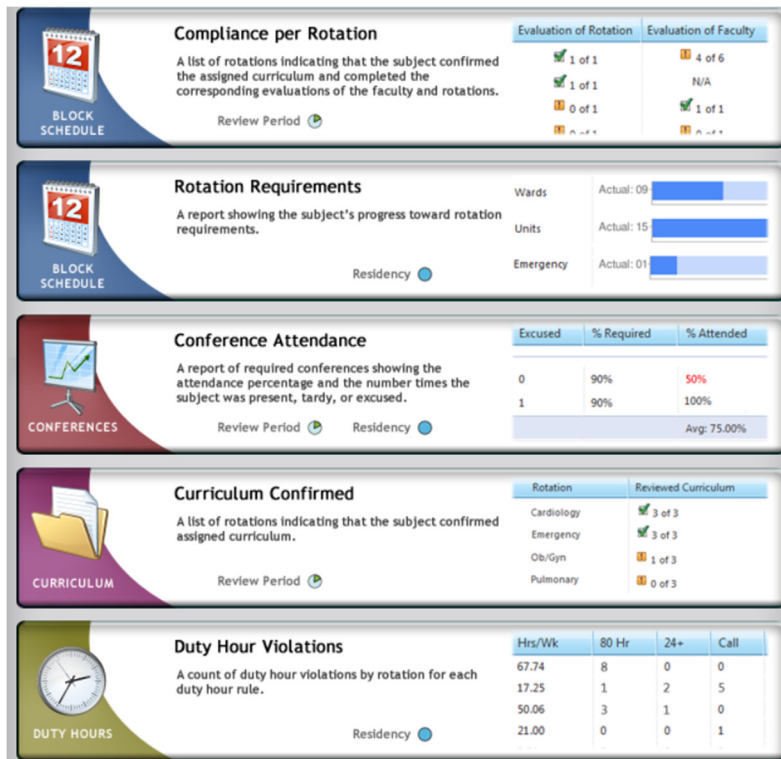 Compliance per Rotation
A list of rotations indicating that the subject confirmed
the assigned curriculum and completed the
corresponding evaluations of the faculty and rotations.
Review Period
12
BLOCK
SCHEDULE
Evaluation of Rotation Evaluation of Faculty
1 of 1 4 of 6
1 of 1 N/A
0 of 1 1 of 1
0 of 1 0 of 1
Rotation Requirements
A report showing the subject's progress toward rotation
requirements.
Residency
12
BLOCK
SCHEDULE
Wards Actual: 09
Units Actual: 15
Emergency Actual: 01
Conference Attendance
A report of required conferences showing the
attendance percentage and the number times the
subject was present, tardy, or excused.
Review Period Residency
CONFERENCES
Excused % Required % Attended
0 90% 50%
1 90% 100%
Avg: 75.00%
Curriculum Confirmed
A list of rotations indicating that the subject confirmed
assigned curriculum.
Review Period
CURRICULUM
Rotation Reviewed Curriculum
Cardiology 3 of 3
Emergency 3 of 3
Ob/Gyn 1 of 3
Pulmonary 0 of 3
Duty Hour Violations
A count of duty hour violations by rotation for each
duty hour rule.
Residency
DUTY HOURS
Hrs/Wk 80 Hr 24+ Call
67.74 8 0 0
17.25 1 2 5
50.06 3 1 0
21.00 0 0 1